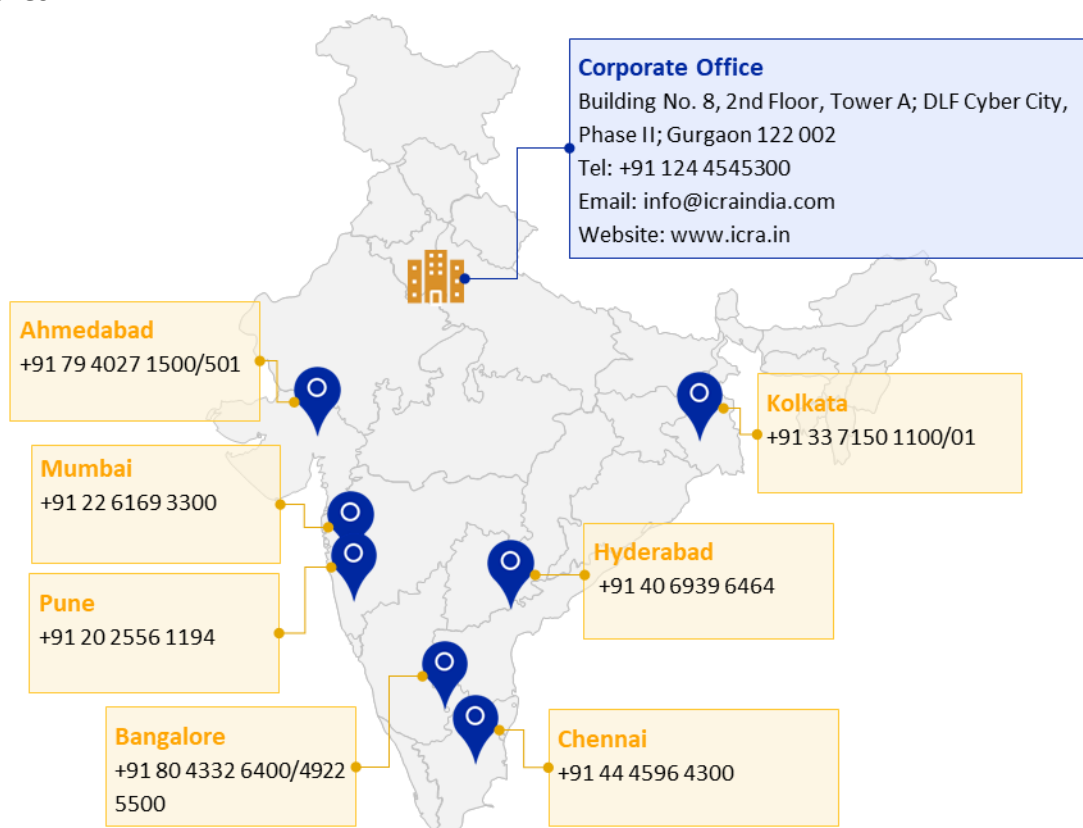 Corporate Office
Building No. 8, 2nd Floor, Tower A; DLF Cyber City,
Phase II; Gurgaon 122 002
Tel: +91 124 4545300
Email: info@icraindia.com
Website: www.icra.in
Ahmedabad
+91 79 4027 1500/501
Kolkata
+91 33 7150 1100/01
Mumbai
+91 22 6169 3300
Hyderabad
+91 40 6939 6464
Pune
+91 20 2556 1194
Bangalore
+91 80 4332 6400/4922
5500
Chennai
+91 44 4596 4300